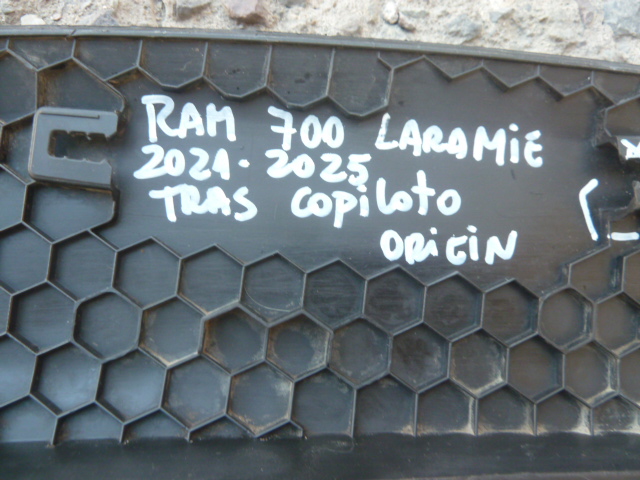 RAM 700 LARAMIE
2021-2025
TRAS COPILOTO
ORIGIN